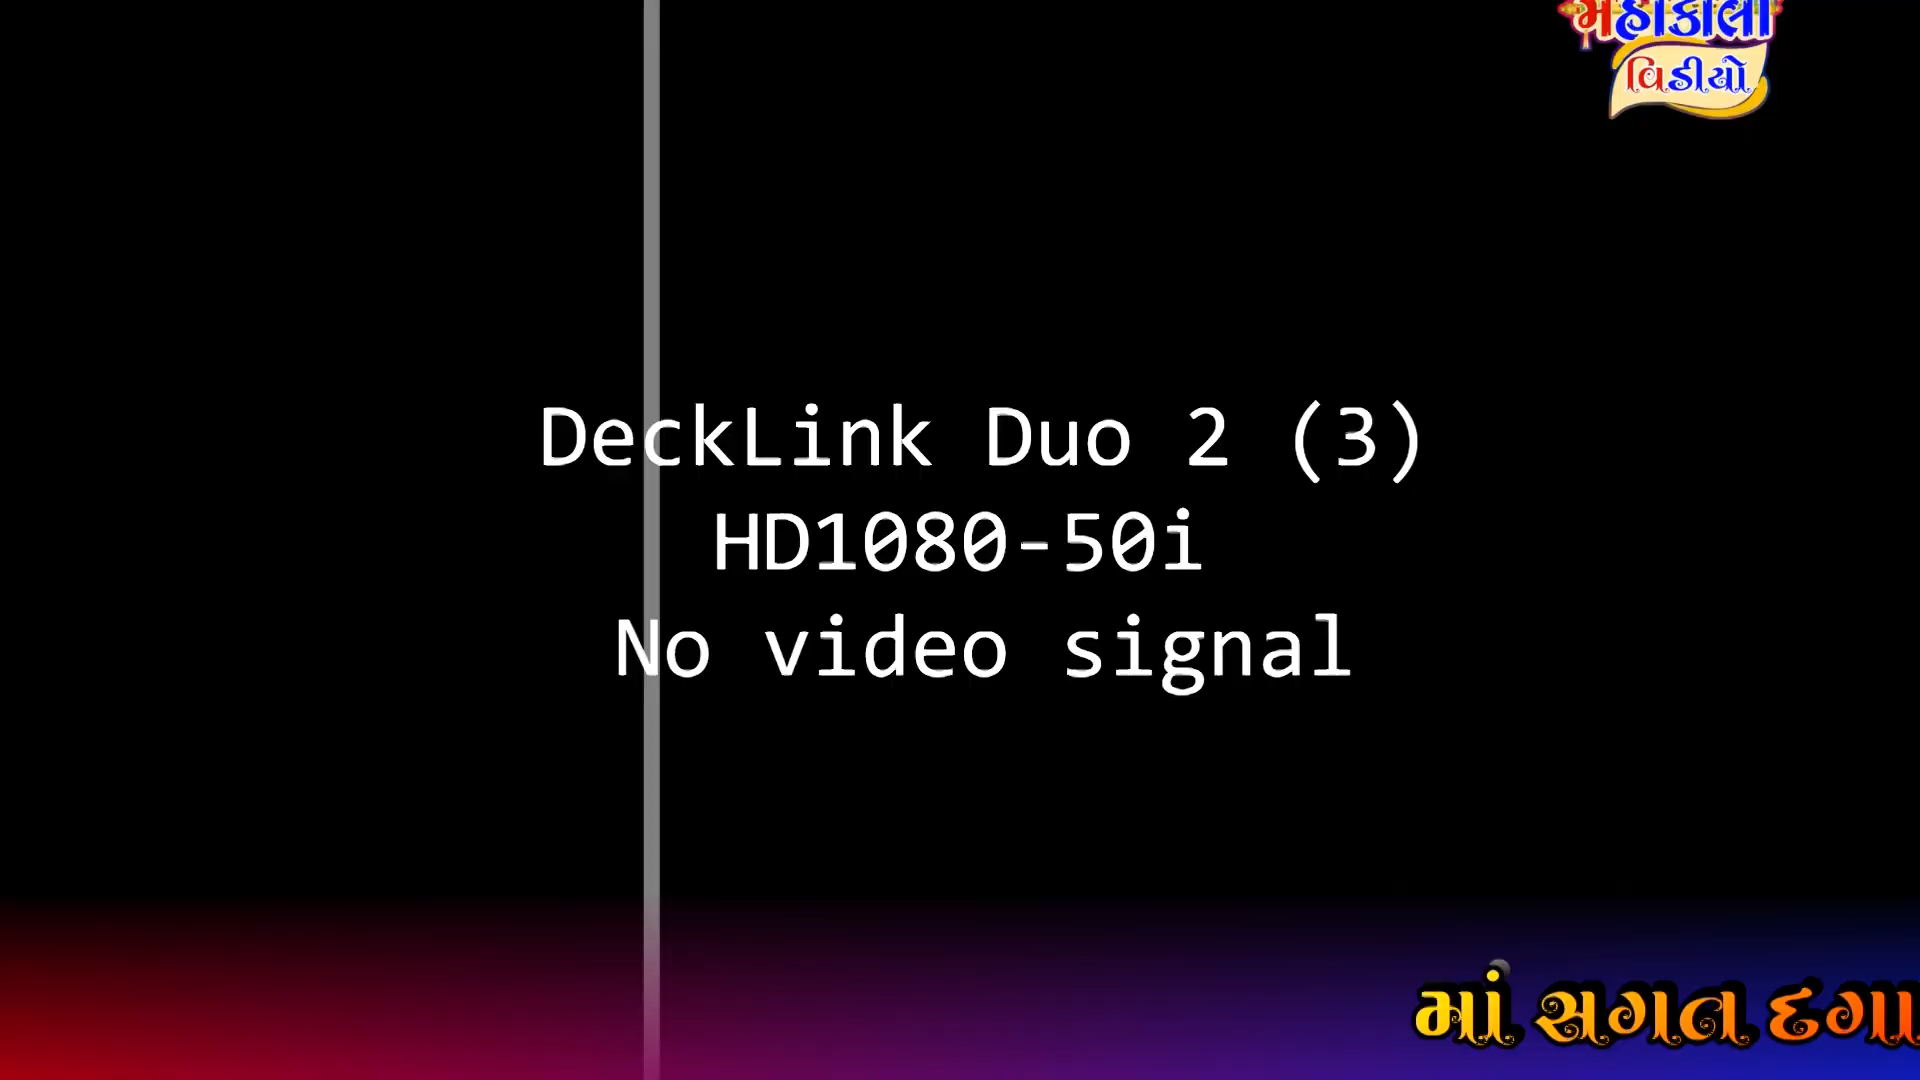 મહાકાલી
વિડીયો
DeckLink Duo 2 (3)
HD1080-50i
No video signal
માં સગત દગા